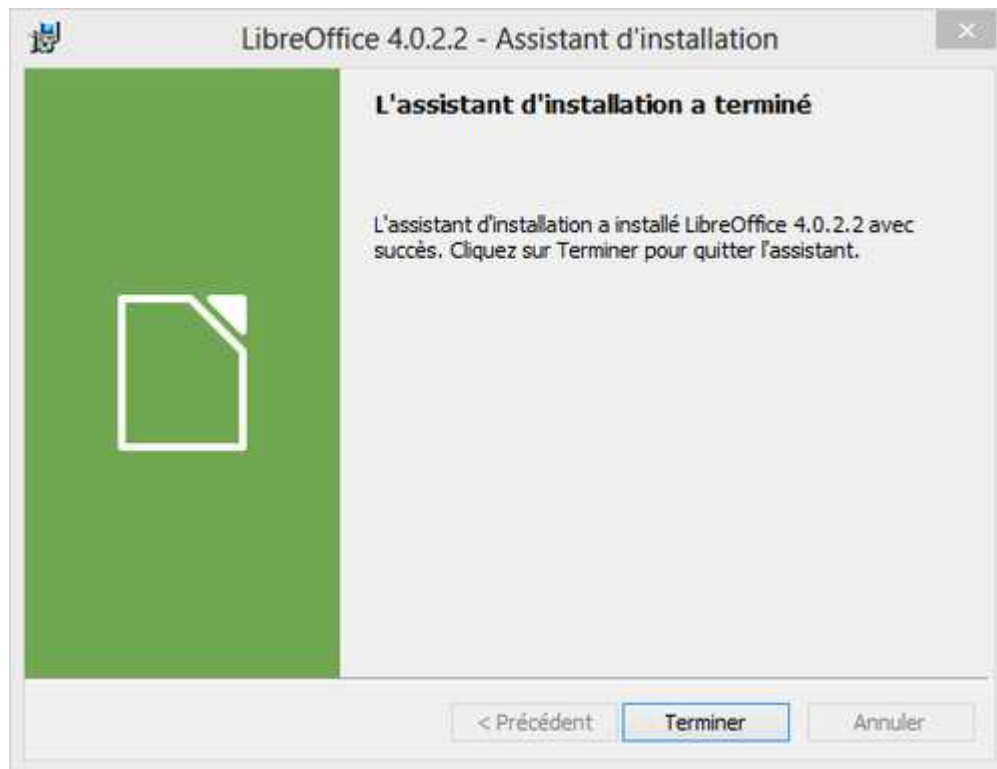 LibreOffice 4.0.2.2 - Assistant d'installation
L'assistant d'installation a terminé
L'assistant d'installation a installé LibreOffice 4.0.2.2 avec
succès. Cliquez sur Terminer pour quitter l'assistant.
< Précédent
Terminer
Annuler